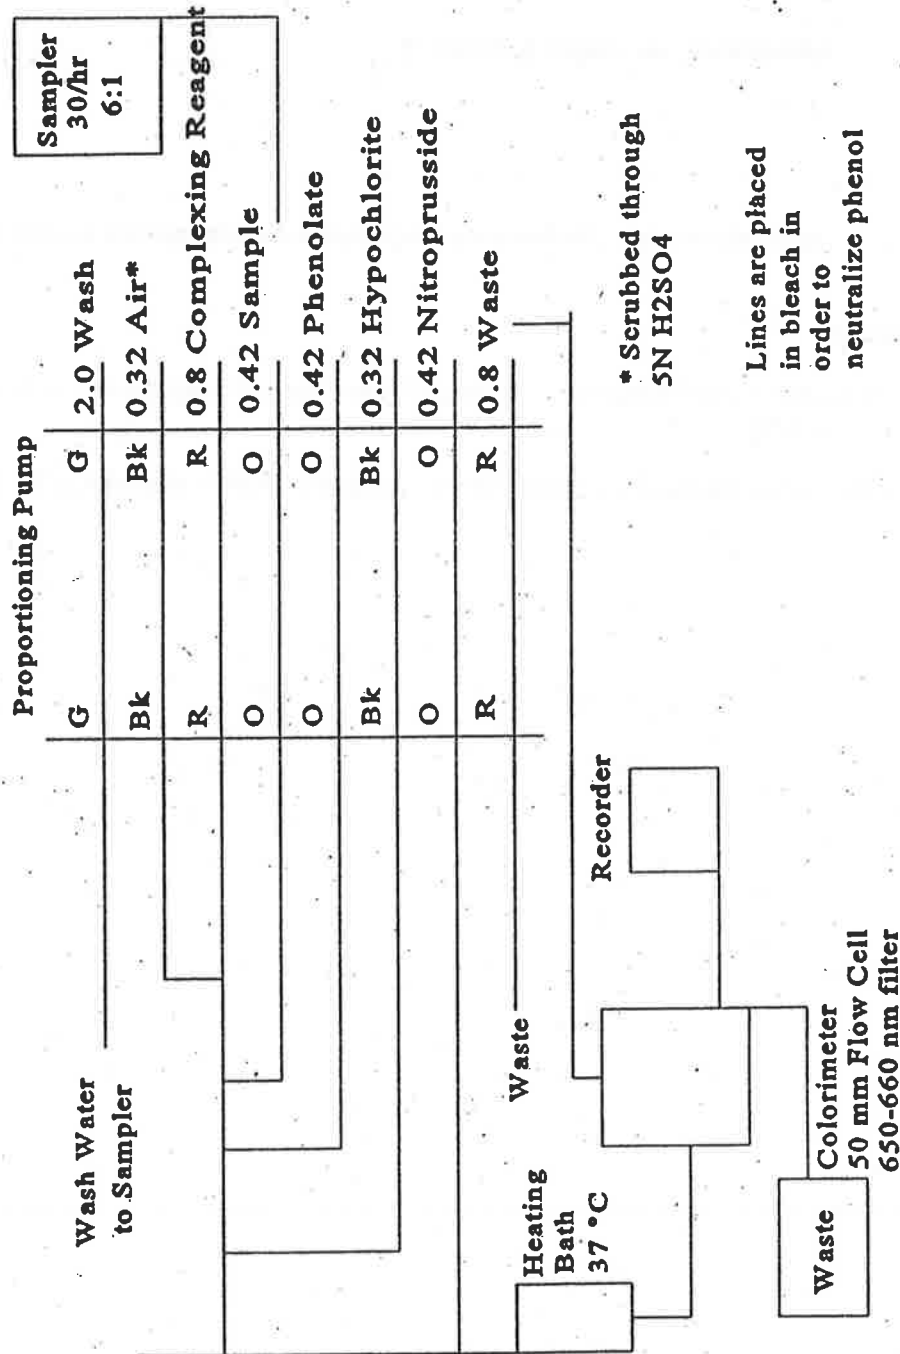 Proportioning Pump
Sampler
30/hr
6:1
G G 2.0 Wash
Bk Bk 0.32 Air*
R R 0.8 Complexing Reagent
O O 0.42 Sample
O O 0.42 Phenolate
Bk Bk 0.32 Hypochlorite
O O 0.42 Nitroprusside
R R 0.8 Waste
Wash Water
to Sampler
Waste
Heating
Bath
37 °C
Recorder
* Scrubbed through
5N H2SO4
Lines are placed
in bleach in
order to
neutralize phenol
Waste
Colorimeter
50 mm Flow Cell
650-660 nm filter